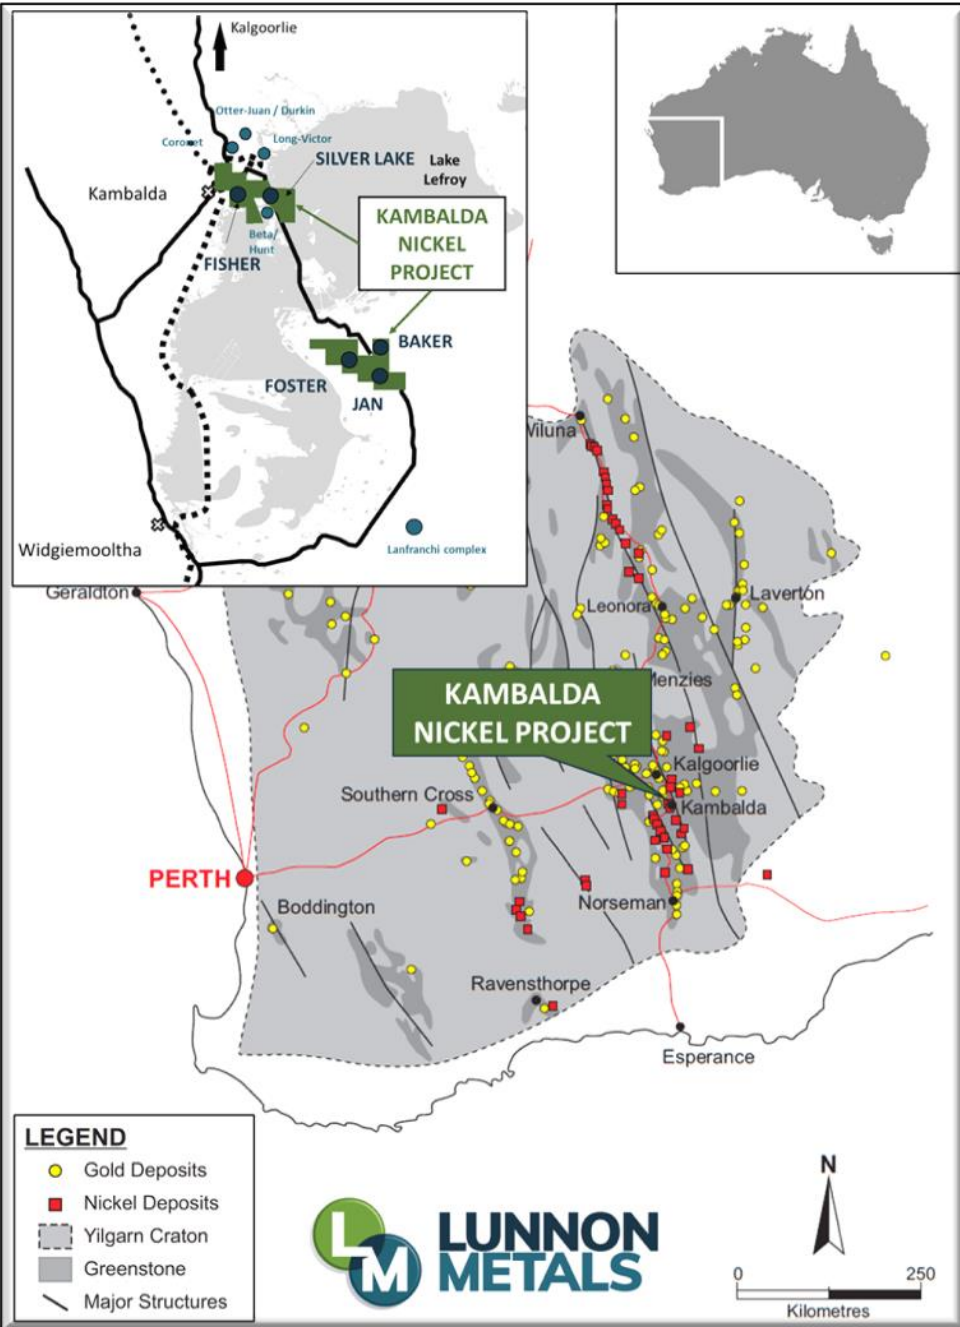 Kalgoorlie
Otter-Juan / Durkin
Coronet
Long-Victor
SILVER LAKE
Lake
Lefroy
Kambalda
KAMBALDA
NICKEL
PROJECT
Beta/
Hunt
FISHER
BAKER
FOSTER
JAN
Widgiemooltha
Lanfranchi complex
Wiluna
Geraldton
Leonora
Laverton
Menzies
KAMBALDA
NICKEL PROJECT
Kalgoorlie
Southern Cross
Kambalda
PERTH
Boddington
Norseman
Ravensthorpe
Esperance
LEGEND
Gold Deposits
Nickel Deposits
Yilgarn Craton
Greenstone
Major Structures
LM
LUNNON
METALS
N
0 250
Kilometres